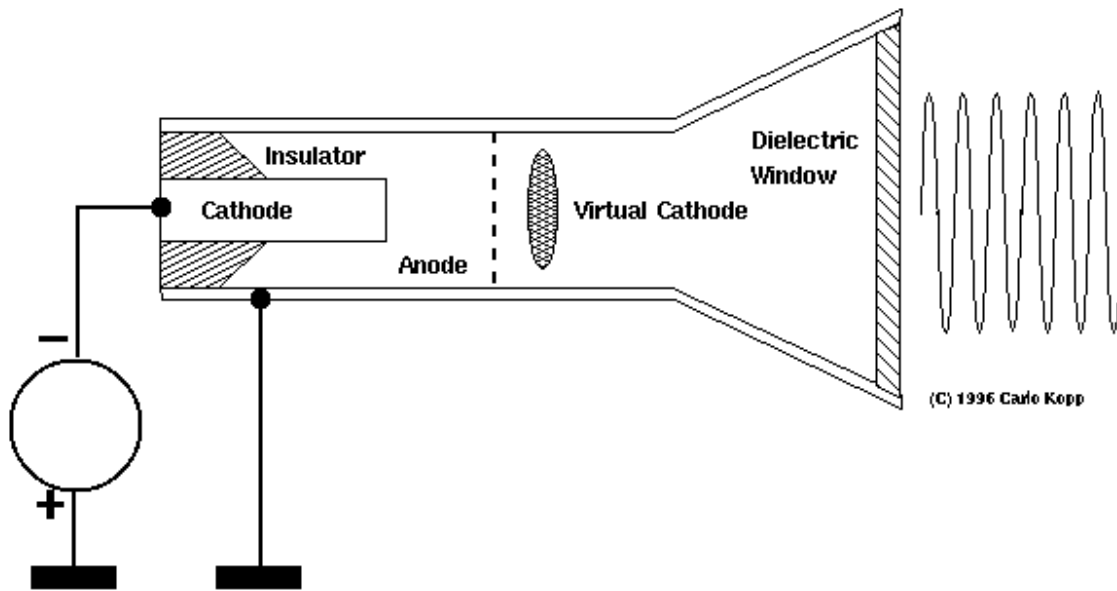 Insulator
Cathode
Anode
Virtual Cathode
Dielectric
Window
−
+
(C) 1996 Carlo Kopp